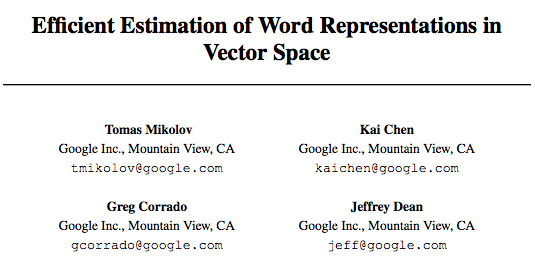 Efficient Estimation of Word Representations in
Vector Space
Tomas Mikolov
Google Inc., Mountain View, CA
tmikolov@google.com
Kai Chen
Google Inc., Mountain View, CA
kaichen@google.com
Greg Corrado
Google Inc., Mountain View, CA
gcorrado@google.com
Jeffrey Dean
Google Inc., Mountain View, CA
jeff@google.com